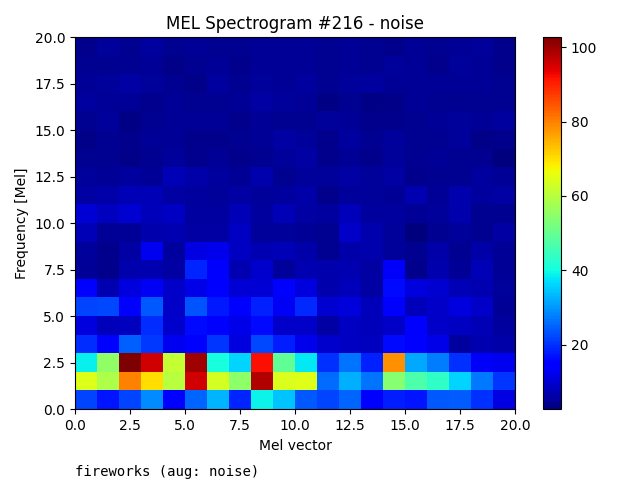 MEL Spectrogram #216 - noise
20.0
17.5
15.0
12.5
10.0
7.5
5.0
2.5
0.0
Frequency [Mel]
0.0 2.5 5.0 7.5 10.0 12.5 15.0 17.5 20.0
Mel vector
100
80
60
40
20
fireworks (aug: noise)